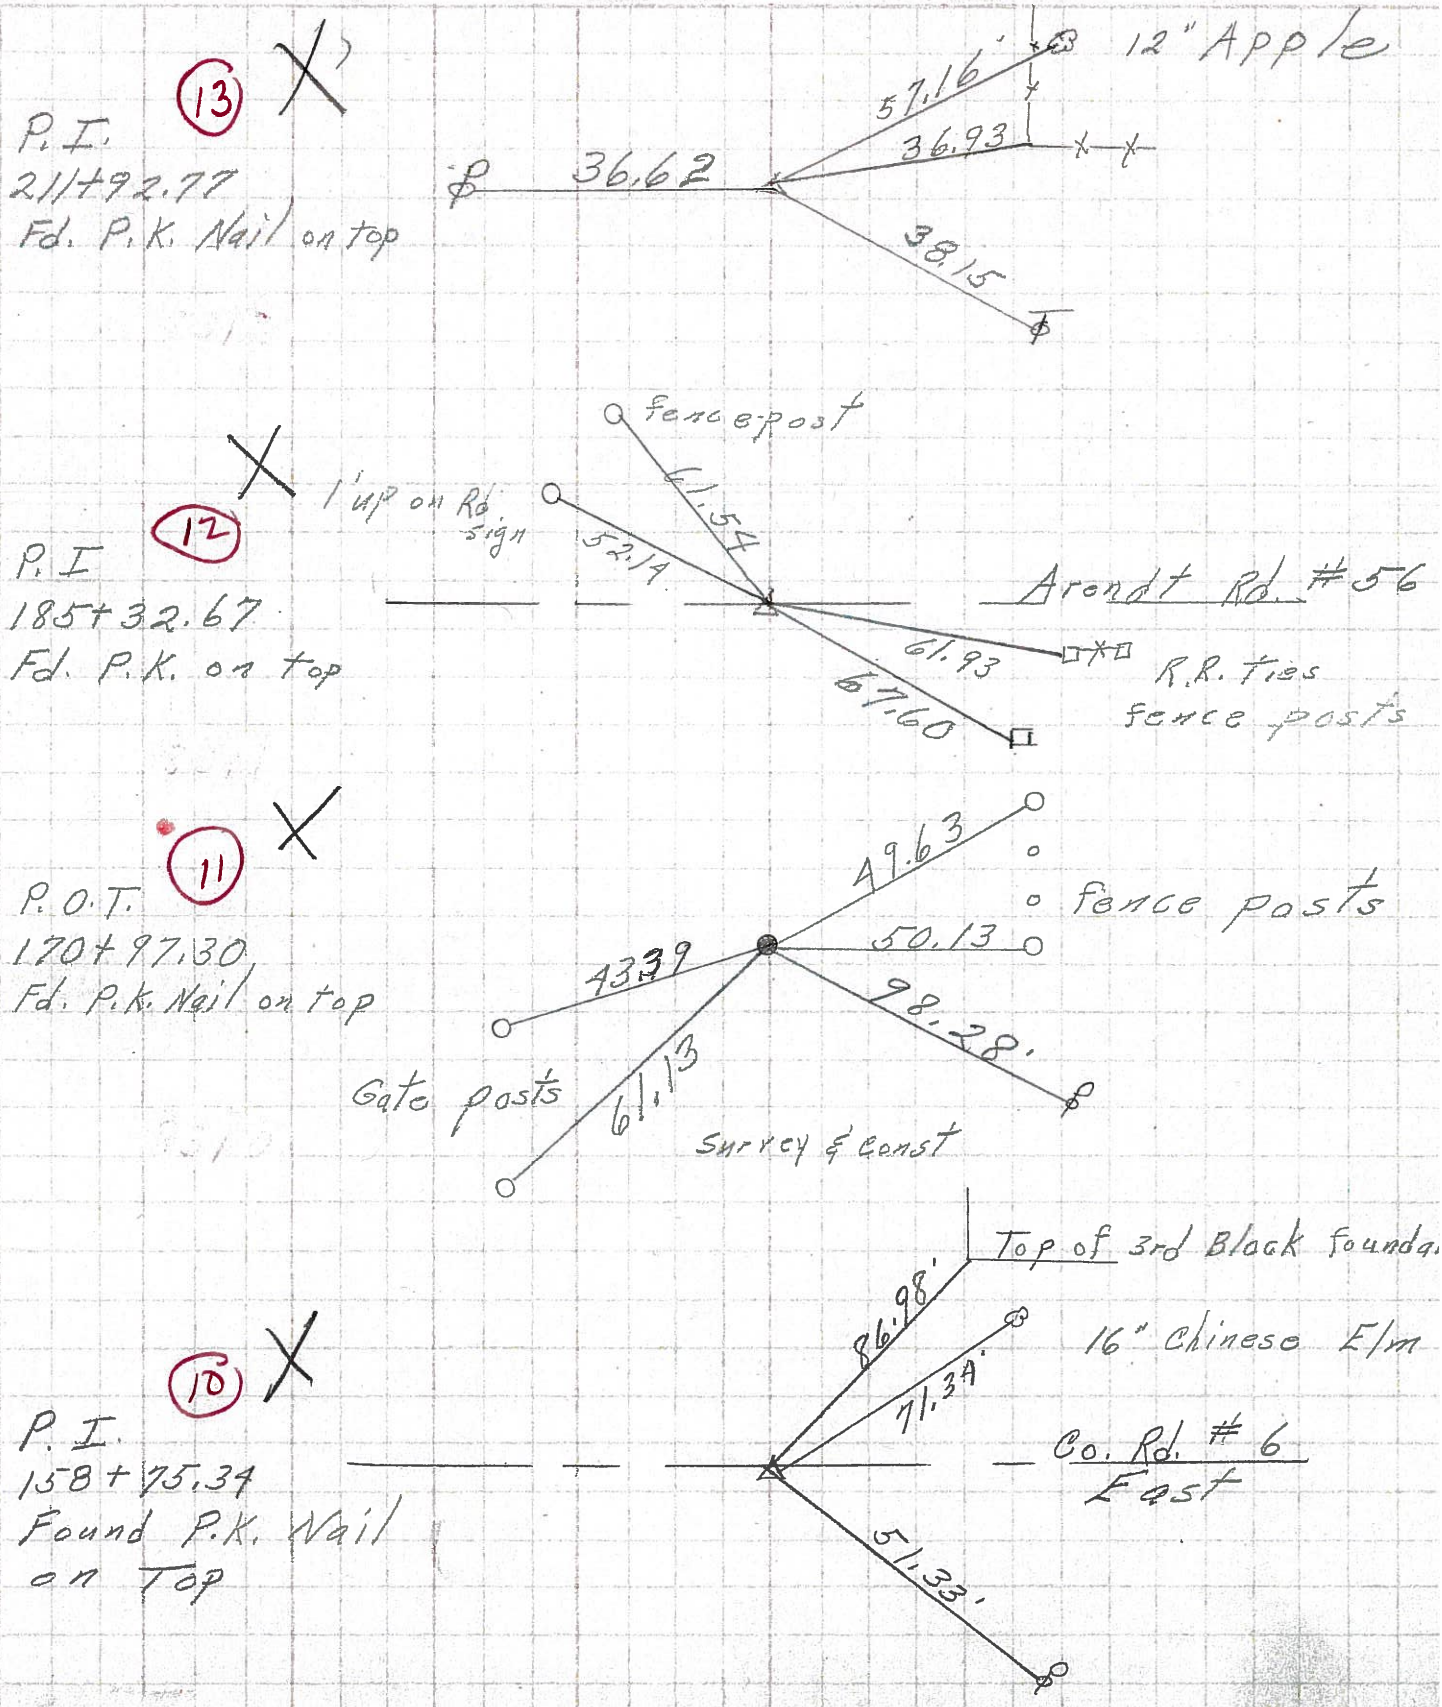 13
P.I.
211+92.77
Fd. P.K. Nail on top
36.62
57.16'
12" Apple
36.93
38.15
12
P.I
185+32.67
Fd. P.K. on top
fence post
1' up on Rd.
sign
61.54
52.14
Arendt Rd. #56
61.93
67.60
R.R. Ties
fence posts
11
P.O.T.
170+97.30
Fd. P.K. Nail on top
49.63
fence posts
50.13
43.39
98.28'
61.13
Gate posts
Survey & Const
10
P.I.
158+75.34
Found P.K. Nail
on Top
Top of 3rd Block founda
86.98'
16" Chinese Elm
71.34'
Co. Rd. # 6
East
51.33'